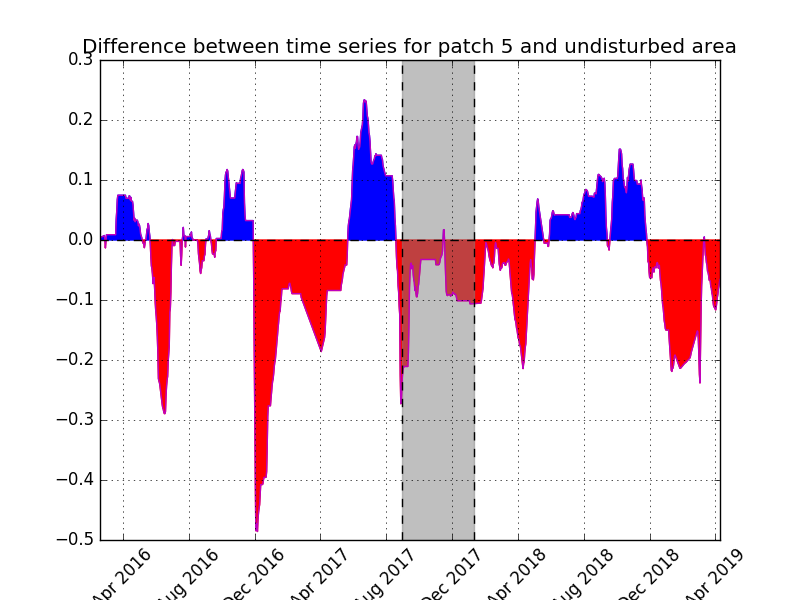 Difference between time series for patch 5 and undisturbed area
0.3
0.2
0.1
0.0
−0.1
−0.2
−0.3
−0.4
−0.5
Apr 2016
Aug 2016
Dec 2016
Apr 2017
Aug 2017
Dec 2017
Apr 2018
Aug 2018
Dec 2018
Apr 2019